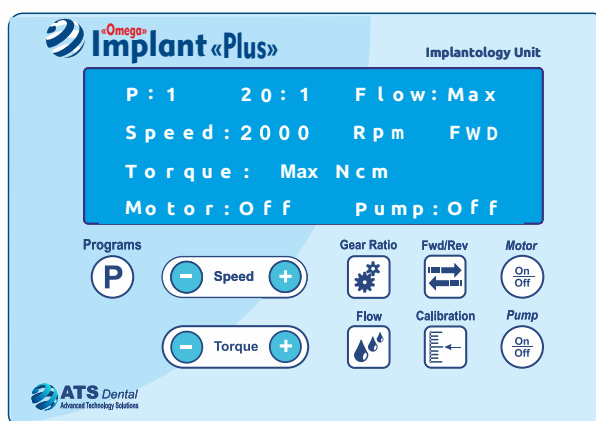 «Omega»
Implant «Plus»
Implantology Unit
P:1 20:1 Flow:Max
Speed:2000 Rpm FWD
Torque: Max Ncm
Motor:Off Pump:Off
Programs Gear Ratio Fwd/Rev Motor
P - Speed + On
Off
Flow Calibration Pump
- Torque + On
Off
ATS Dental
Advanced Technology Solutions